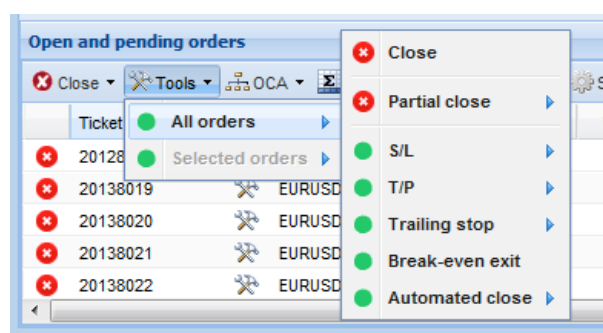 Open and pending orders
Close Tools OCA Σ S
Ticket
All orders
Selected orders
20128
20138019 EURUSD
20138020 EURUSD
20138021 EURUSD
20138022 EURUSD
Close
Partial close
S/L
T/P
Trailing stop
Break-even exit
Automated close